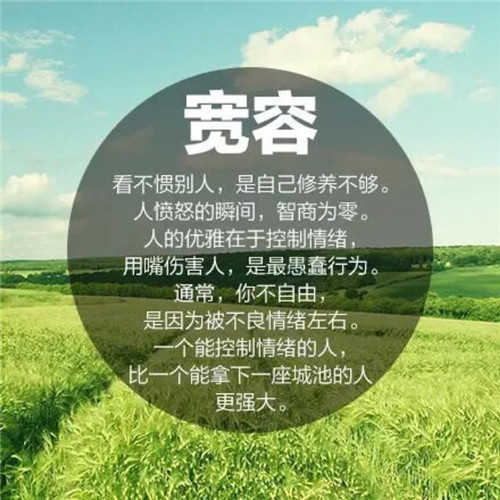 宽容
看不惯别人，是自己修养不够。
人愤怒的瞬间，智商为零。
人的优雅在于控制情绪，
用嘴伤害人，是最愚蠢行为。
通常，你不自由，
是因为被不良情绪左右。
一个能控制情绪的人，
比一个能拿下一座城池的人
更强大。